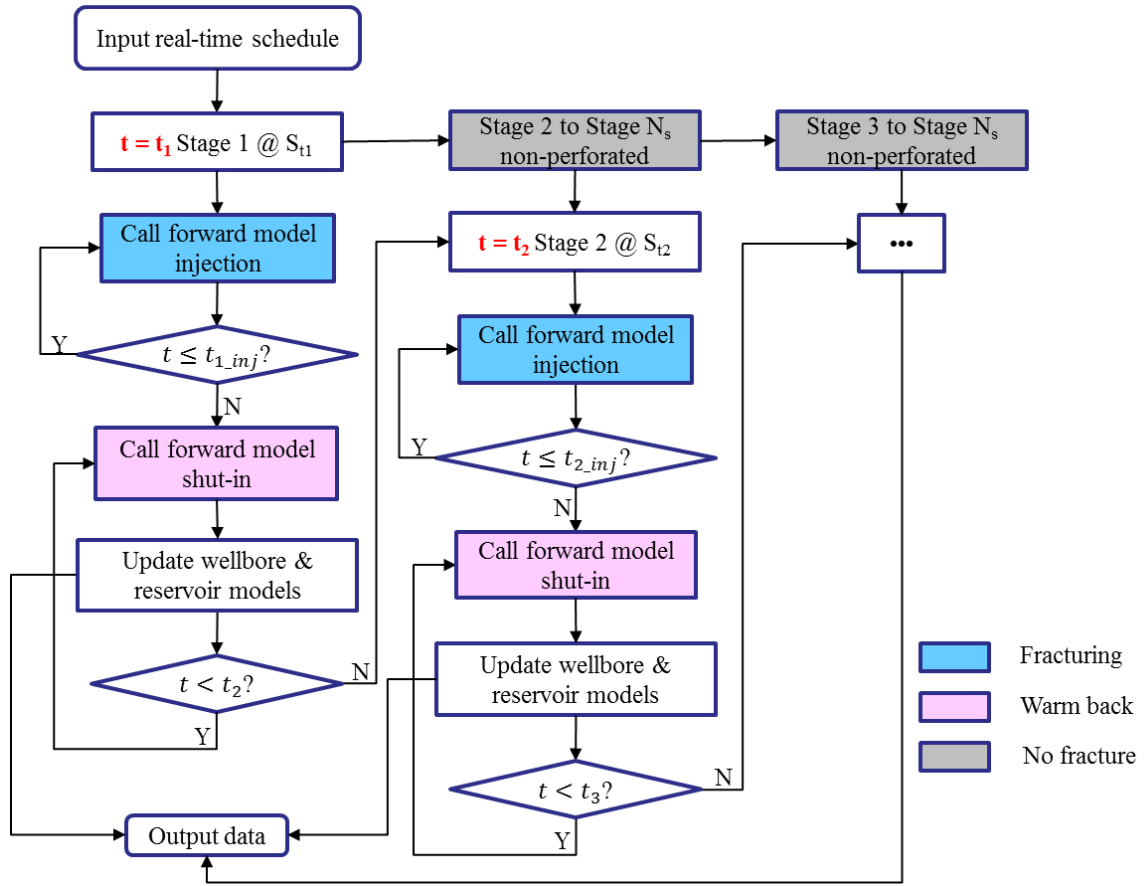 Input real-time schedule
t = t₁ Stage 1 @ Sₜ₁
Call forward model
injection
t ≤ t₁_ᵢₙⱼ?
Y
N
Call forward model
shut-in
Update wellbore &
reservoir models
t < t₂?
N
Y
Output data
Stage 2 to Stage Nₛ
non-perforated
t = t₂ Stage 2 @ Sₜ₂
Call forward model
injection
t ≤ t₂_ᵢₙⱼ?
Y
N
Call forward model
shut-in
Update wellbore &
reservoir models
t < t₃?
N
Y
Stage 3 to Stage Nₛ
non-perforated
•••
Fracturing
Warm back
No fracture